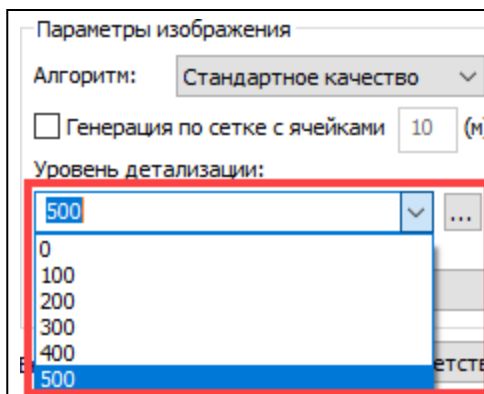 Параметры изображения
Алгоритм: Стандартное качество
Генерация по сетке с ячейками 10 (м)
Уровень детализации:
500 ...
0
100
200
300
400
500